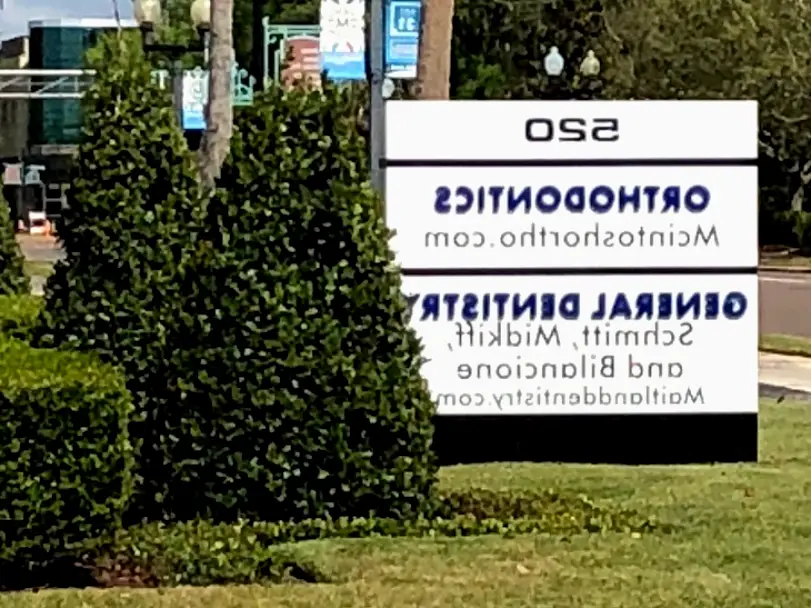 520
ORTHODONTICS
Mcintoshortho.com
GENERAL DENTISTRY
Schmitt, Midkiff,
and Bilancione
Maitlanddentistry.com